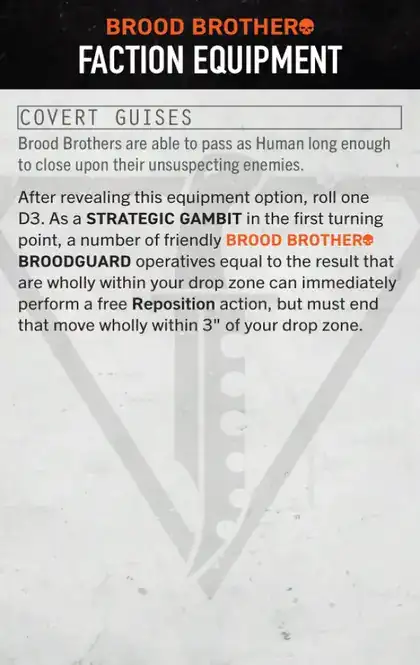 BROOD BROTHER
FACTION EQUIPMENT
COVERT GUISES
Brood Brothers are able to pass as Human long enough
to close upon their unsuspecting enemies.
After revealing this equipment option, roll one
D3. As a STRATEGIC GAMBIT in the first turning
point, a number of friendly BROOD BROTHER
BROODGUARD operatives equal to the result that
are wholly within your drop zone can immediately
perform a free Reposition action, but must end
that move wholly within 3" of your drop zone.